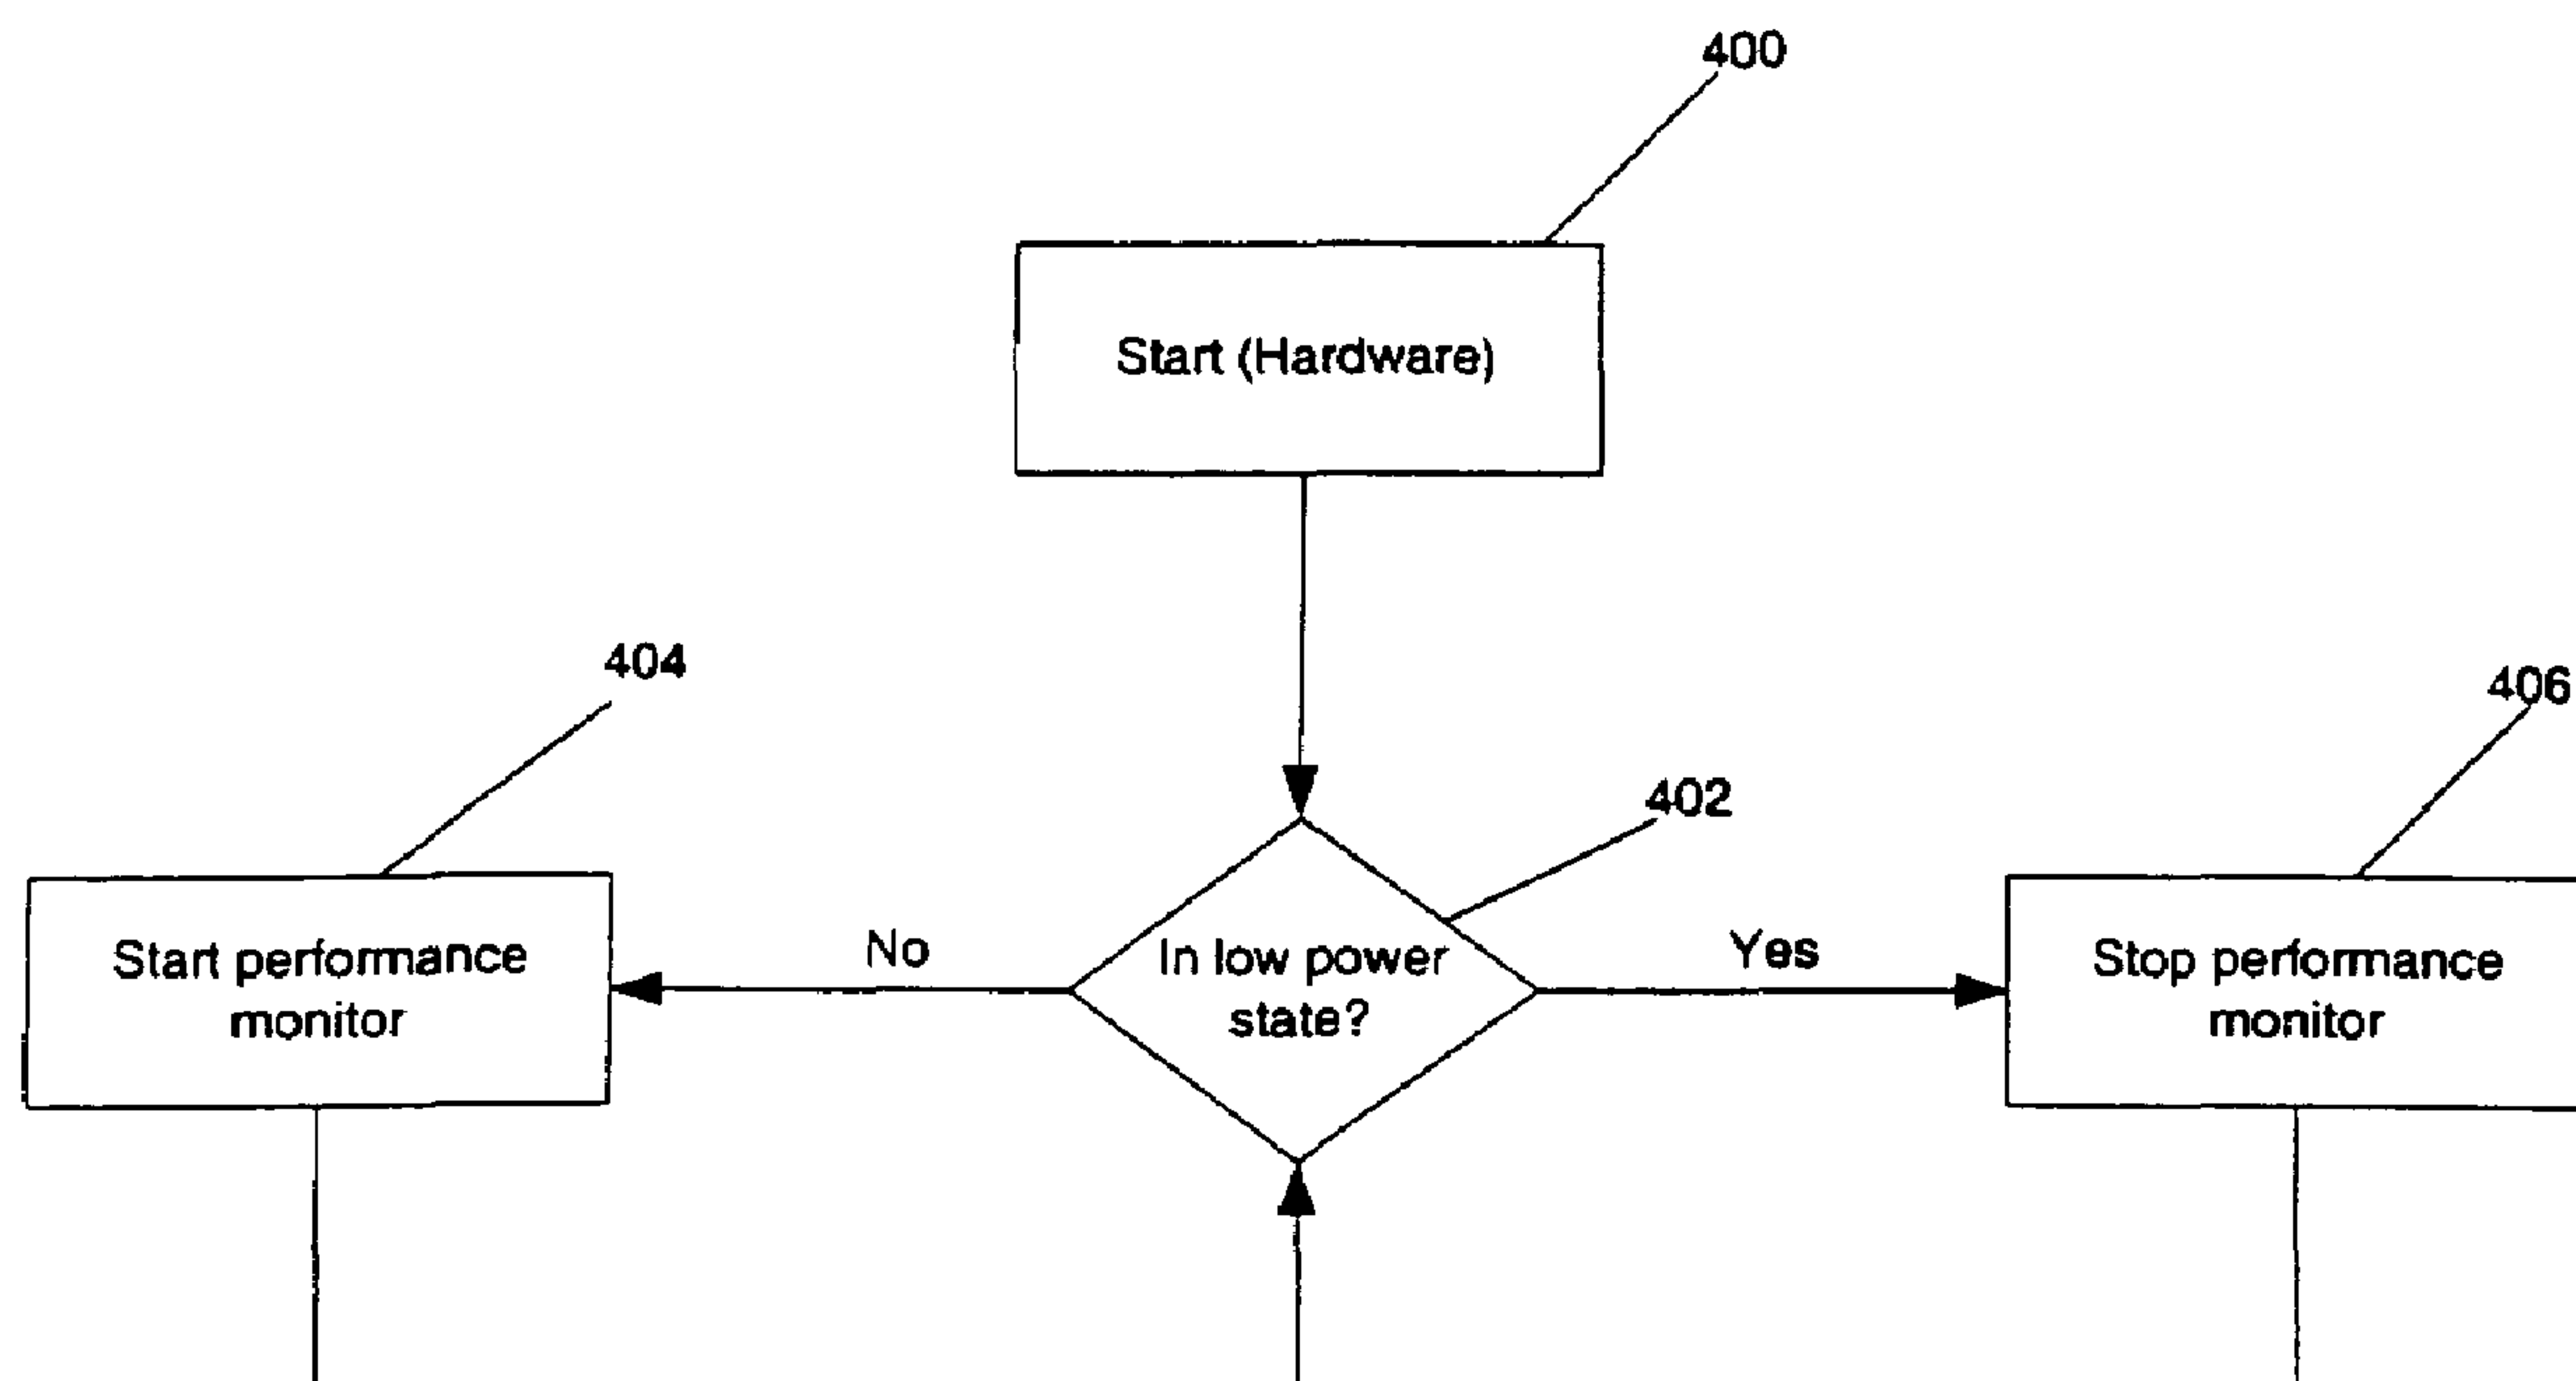 400
Start (Hardware)
404
406
402
No
Yes
Start performance
monitor
In low power
state?
Stop performance
monitor